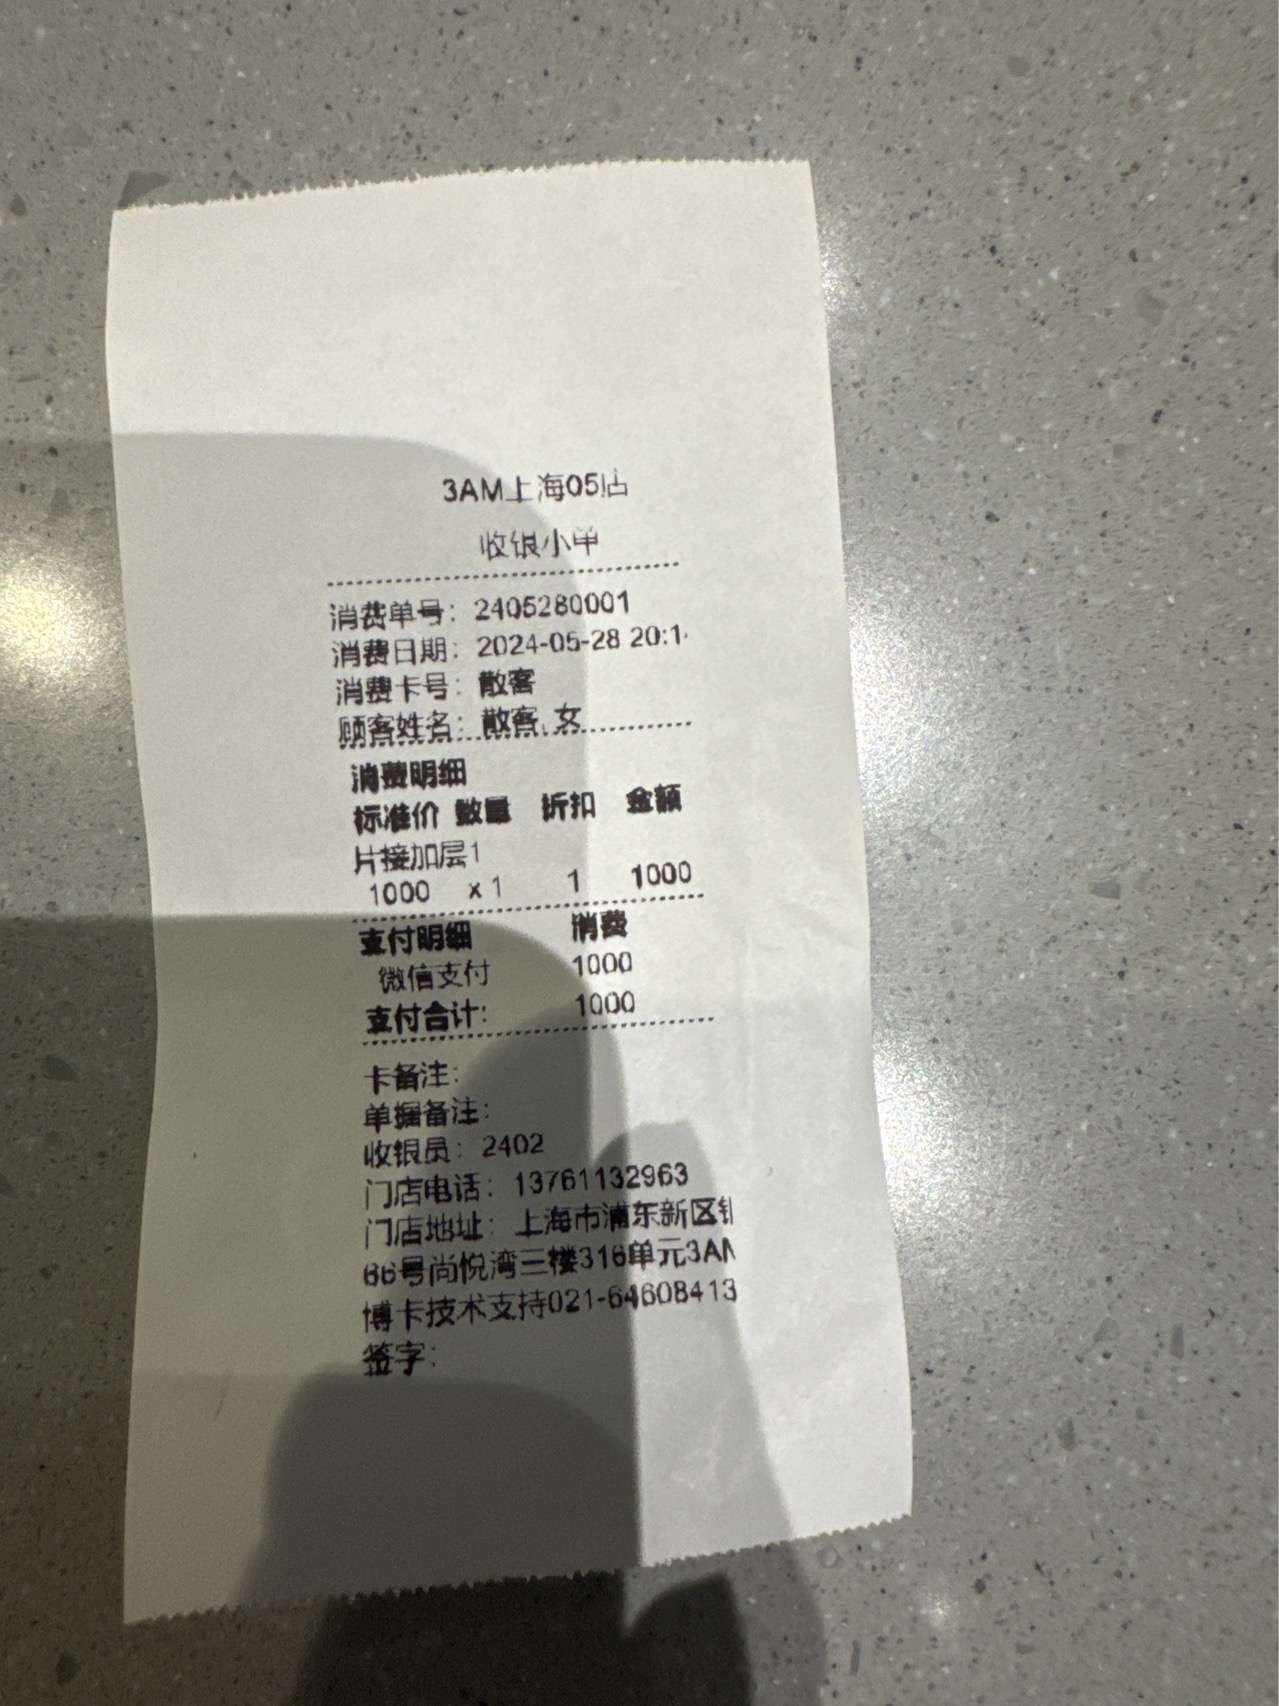 3AM上海05店
收银小单
消费单号：2405280001
消费日期：2024-05-28 20:1
消费卡号：散客
顾客姓名：散客,女
消费明细
标准价 数量 折扣 金额
片接加层1
1000 x 1 1 1000
支付明细 消费
微信支付 1000
支付合计： 1000
卡备注：
单据备注：
收银员：2402
门店电话：13761132963
门店地址：上海市浦东新区
66号尚悦湾三楼316单元3AM
博卡技术支持021-64608413
签字：